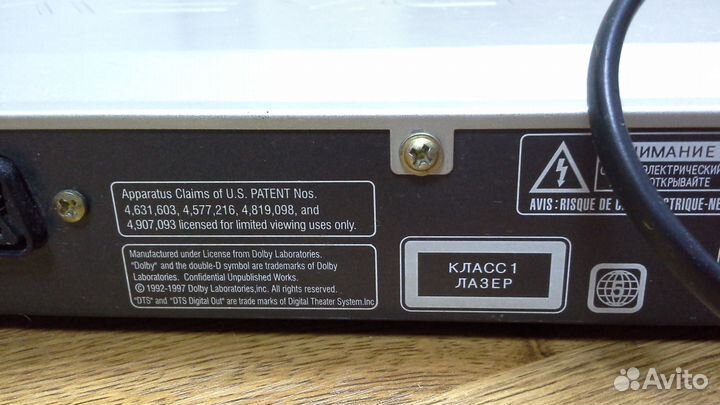 Apparatus Claims of U.S. PATENT Nos.
4,631,603, 4,577,216, 4,819,098, and
4,907,093 licensed for limited viewing uses only.
Manufactured under License from Dolby Laboratories.
"Dolby" and the double-D symbol are trademarks of Dolby
Laboratories. Confidential Unpublished Works.
© 1992-1997 Dolby Laboratories,inc. All rights reserved.
"DTS" and "DTS Digital Out" are trade marks of Digital Theater System.Inc
КЛАСС 1
ЛАЗЕР
ВНИМАНИЕ
ЭЛЕКТРИЧЕСКИЙ
ОТКРЫВАЙТЕ
AVIS: RISQUE DE
5
Avito